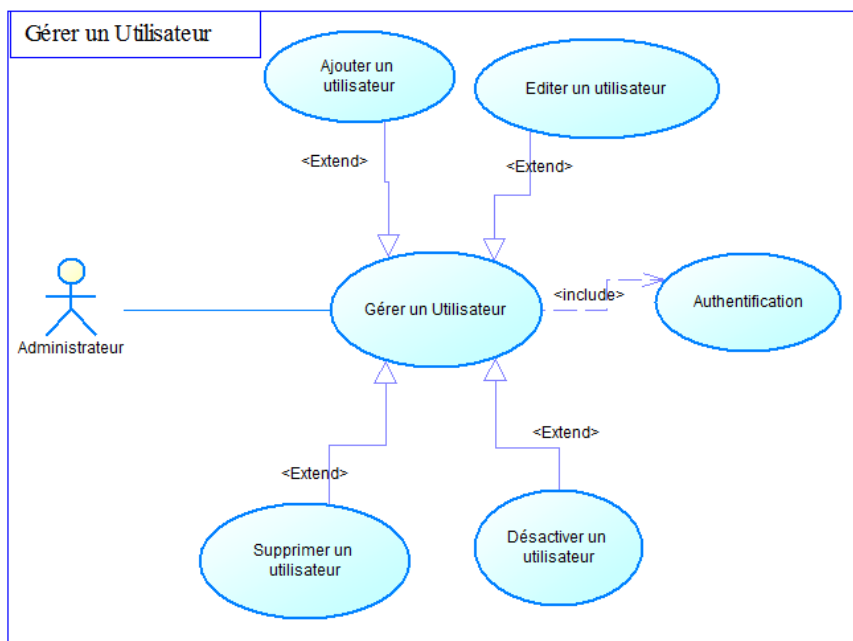 Gérer un Utilisateur
Ajouter un
utilisateur
Editer un utilisateur
<Extend>
<Extend>
Gérer un Utilisateur
<include>
Authentification
Administrateur
<Extend>
<Extend>
Supprimer un
utilisateur
Désactiver un
utilisateur